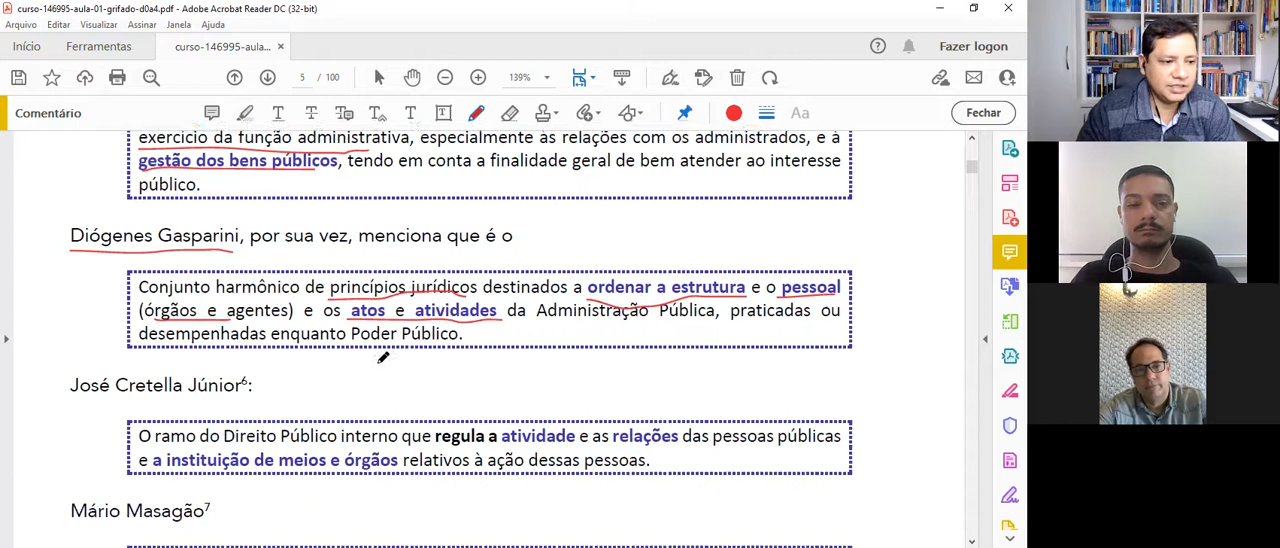 curso-146995-aula-01-grifado-d0a4.pdf - Adobe Acrobat Reader DC (32-bit)
Arquivo Editar Visualizar Assinar Janela Ajuda
Início Ferramentas curso-146995-aula... × Fazer logon
5 / 100 139%
Comentário Aa Fechar
exercício da função administrativa, especialmente às relações com os administrados, e à
gestão dos bens públicos, tendo em conta a finalidade geral de bem atender ao interesse
público.
Diógenes Gasparini, por sua vez, menciona que é o
Conjunto harmônico de princípios jurídicos destinados a ordenar a estrutura e o pessoal
(órgãos e agentes) e os atos e atividades da Administração Pública, praticadas ou
desempenhadas enquanto Poder Público.
José Cretella Júnior⁶:
O ramo do Direito Público interno que regula a atividade e as relações das pessoas públicas
e a instituição de meios e órgãos relativos à ação dessas pessoas.
Mário Masagão⁷